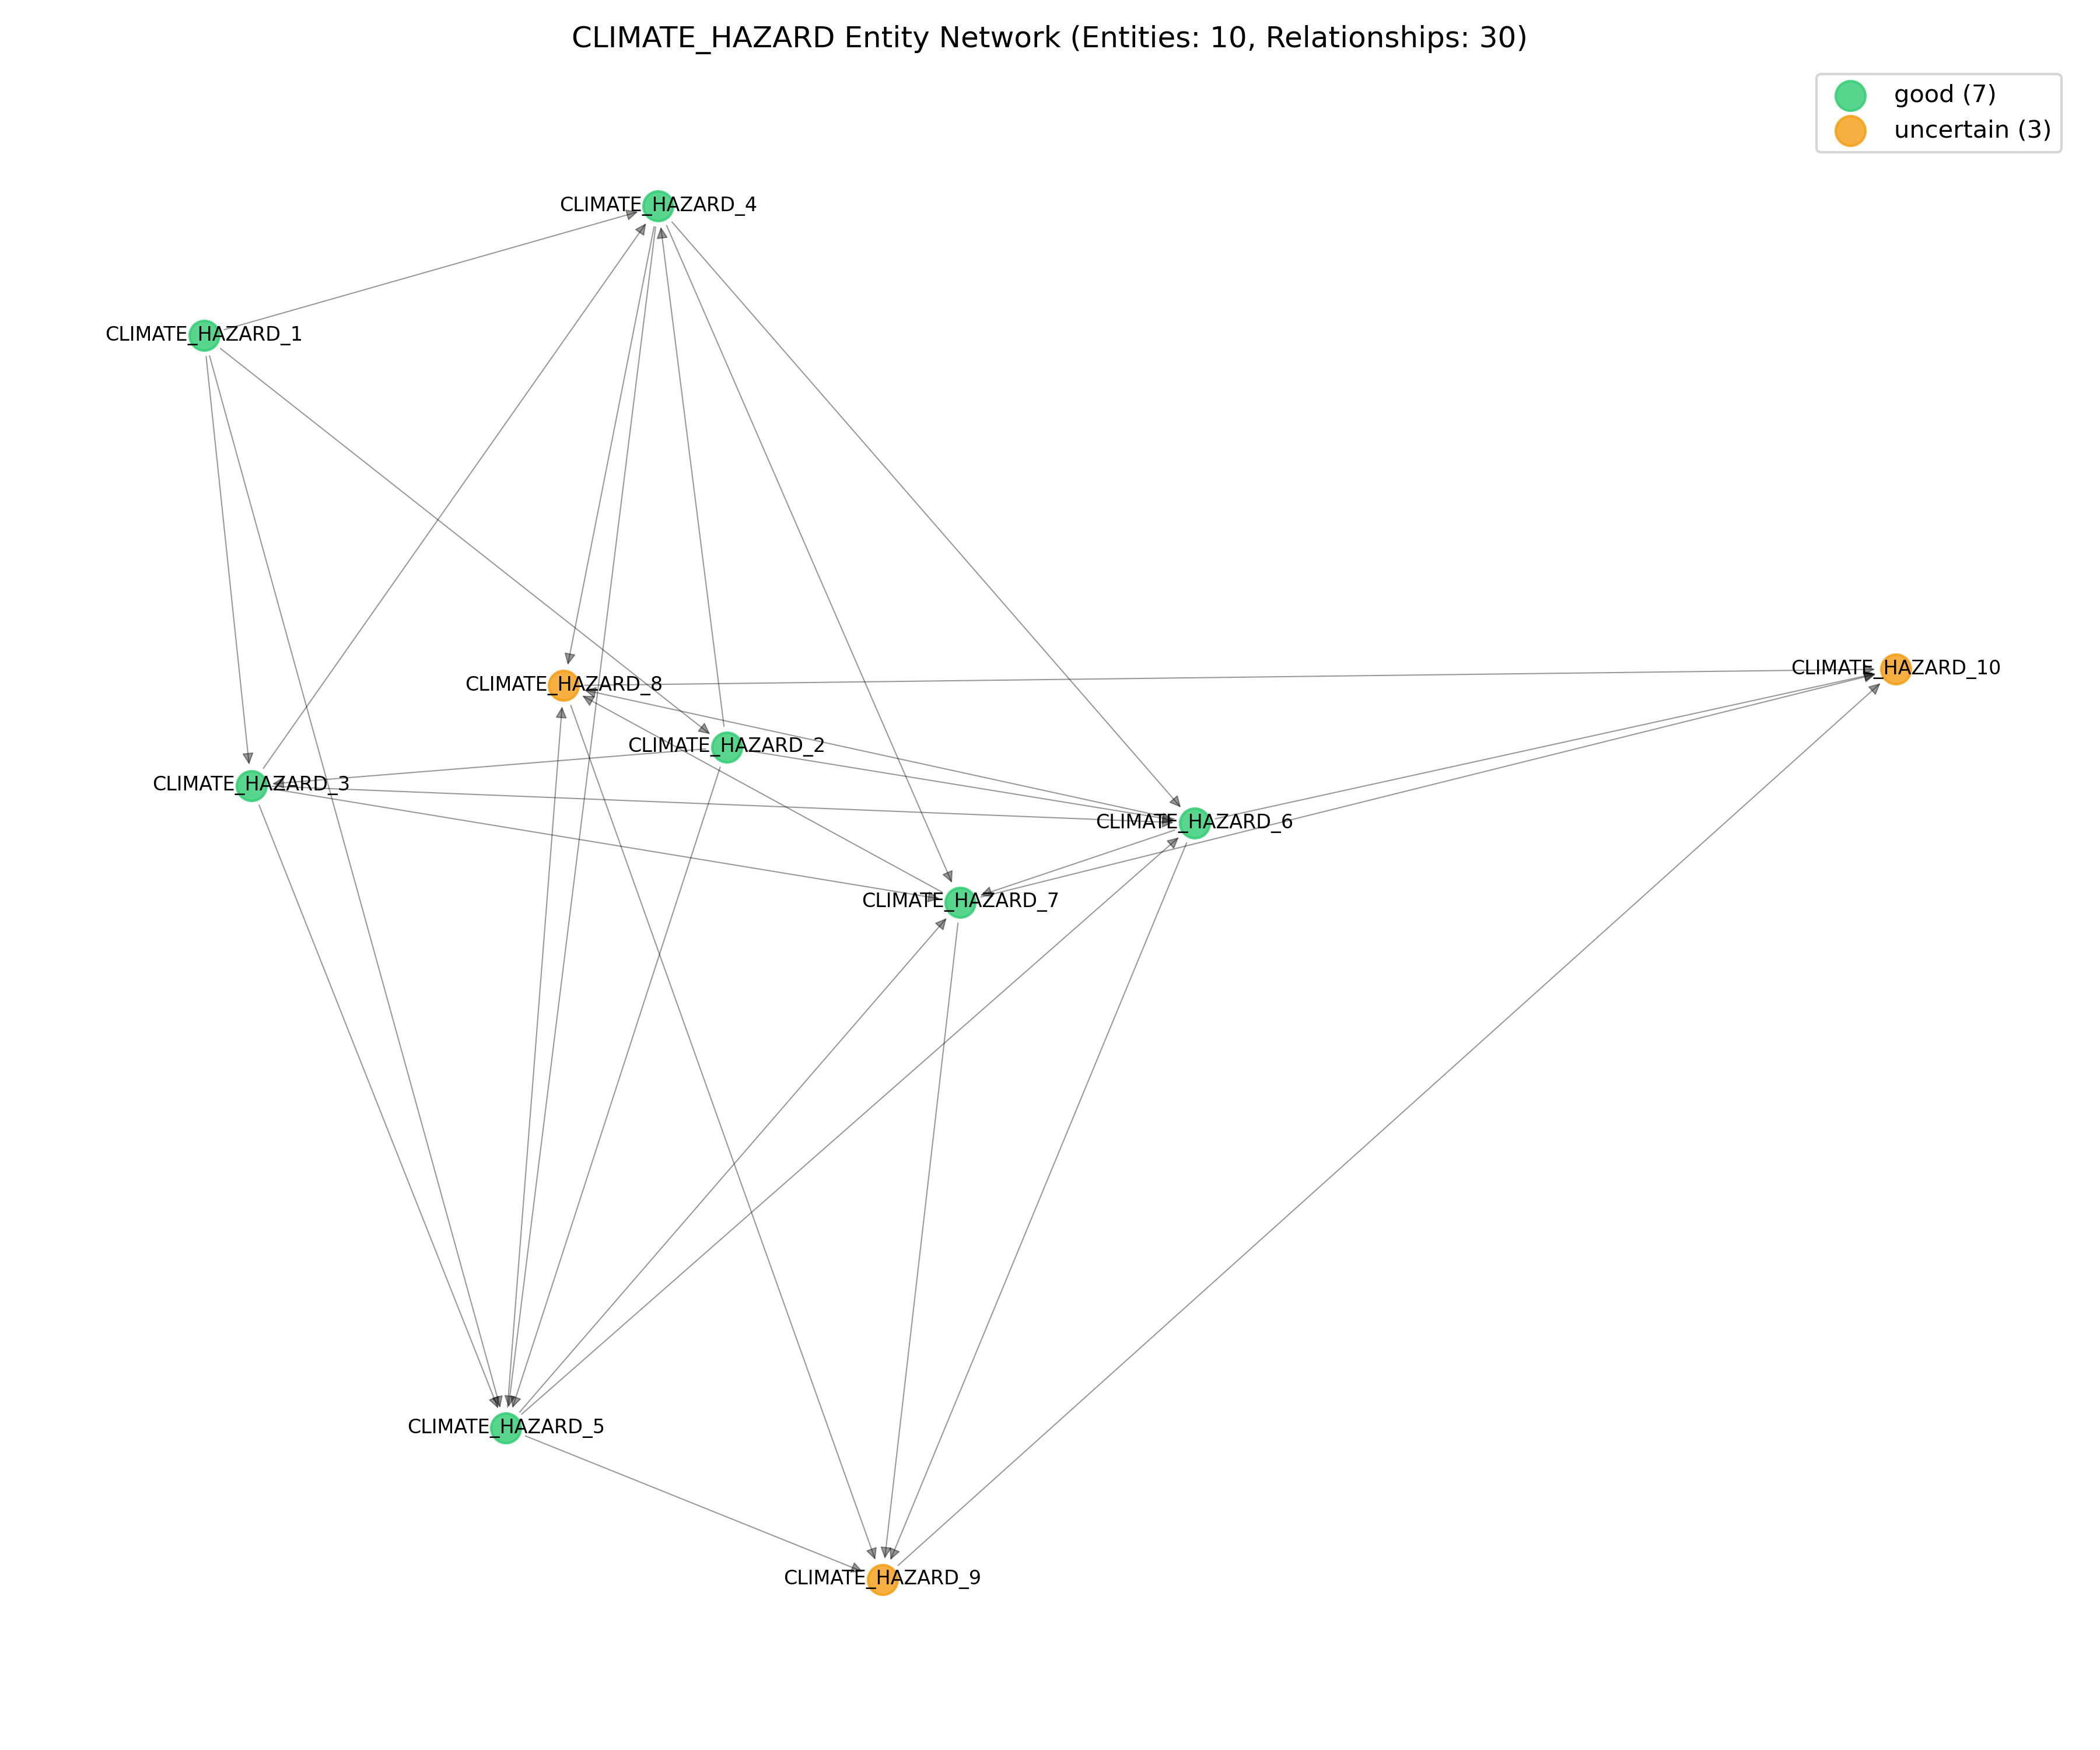 CLIMATE_HAZARD Entity Network (Entities: 10, Relationships: 30)
good (7)
uncertain (3)
CLIMATE_HAZARD_4
CLIMATE_HAZARD_1
CLIMATE_HAZARD_10
CLIMATE_HAZARD_8
CLIMATE_HAZARD_2
CLIMATE_HAZARD_3
CLIMATE_HAZARD_6
CLIMATE_HAZARD_7
CLIMATE_HAZARD_5
CLIMATE_HAZARD_9